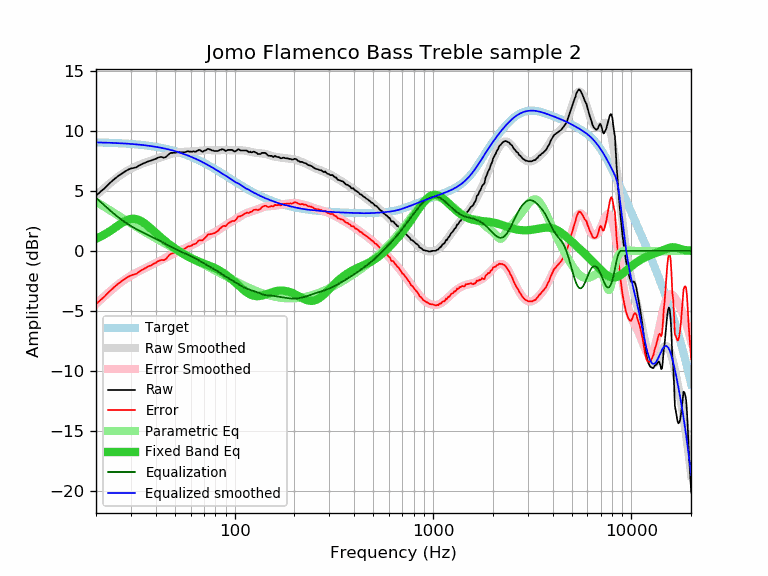 Jomo Flamenco Bass Treble sample 2
15
10
5
0
−5
−10
−15
−20
Amplitude (dBr)
Target
Raw Smoothed
Error Smoothed
Raw
Error
Parametric Eq
Fixed Band Eq
Equalization
Equalized smoothed
100
1000
10000
Frequency (Hz)